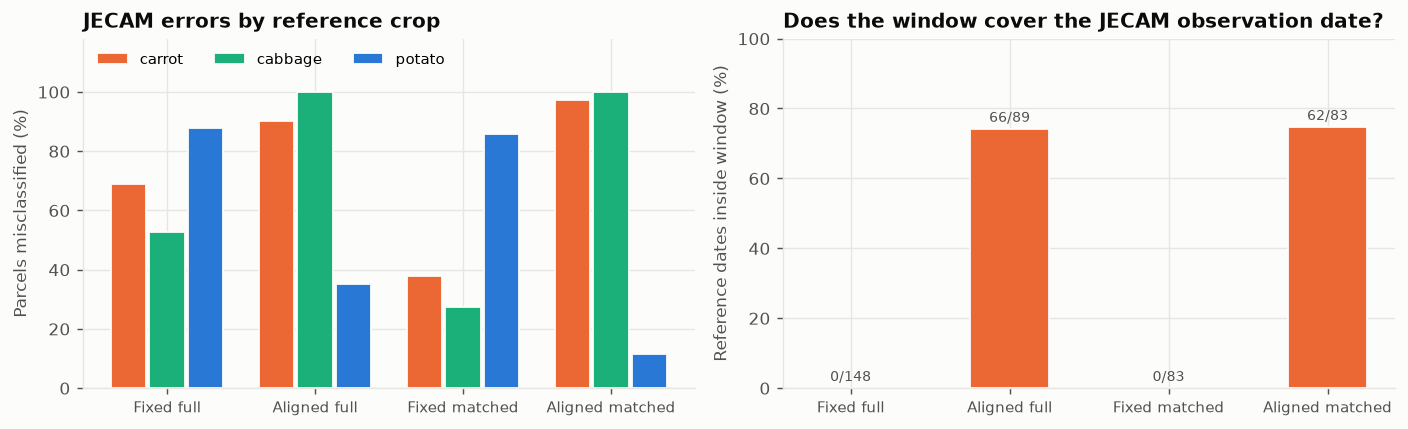 JECAM errors by reference crop
carrot cabbage potato
Parcels misclassified (%)
100
80
60
40
20
0
Fixed full Aligned full Fixed matched Aligned matched
Does the window cover the JECAM observation date?
Reference dates inside window (%)
100
80
60
40
20
0
0/148 66/89 0/83 62/83
Fixed full Aligned full Fixed matched Aligned matched